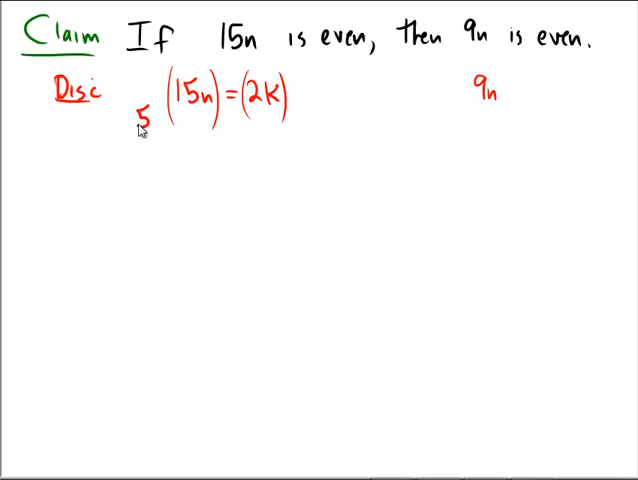 Claim If 15n is even, then 9n is even.
Disc 5 (15n) = (2K) 9n